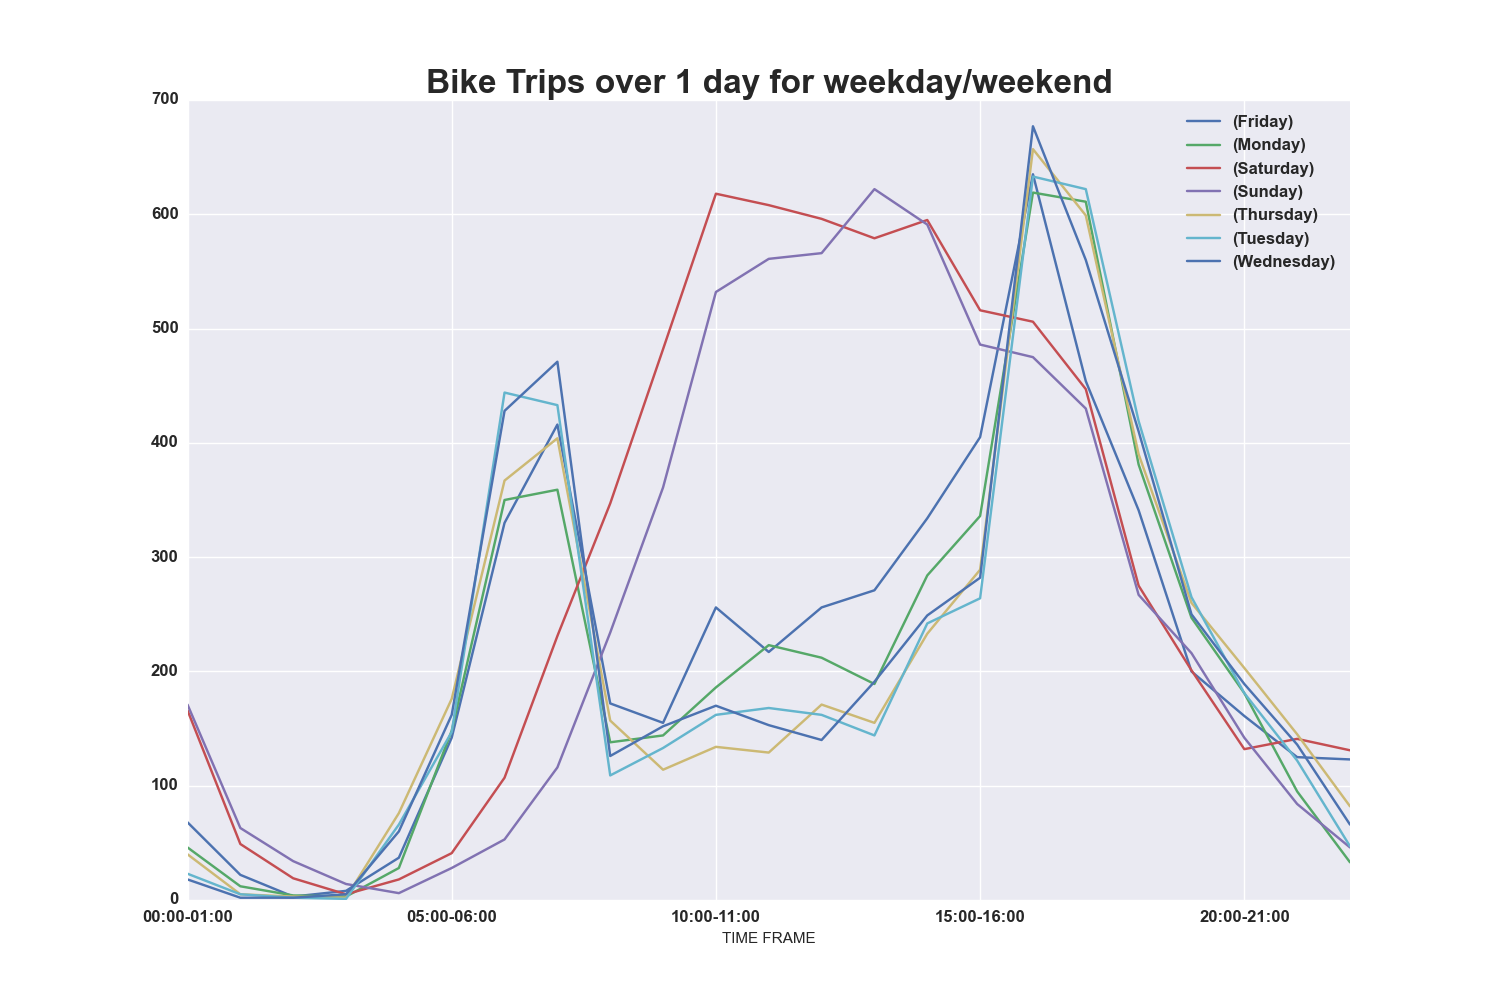 Bike Trips over 1 day for weekday/weekend
700
600
500
400
300
200
100
0
(Friday)
(Monday)
(Saturday)
(Sunday)
(Thursday)
(Tuesday)
(Wednesday)
00:00-01:00 05:00-06:00 10:00-11:00 15:00-16:00 20:00-21:00
TIME FRAME